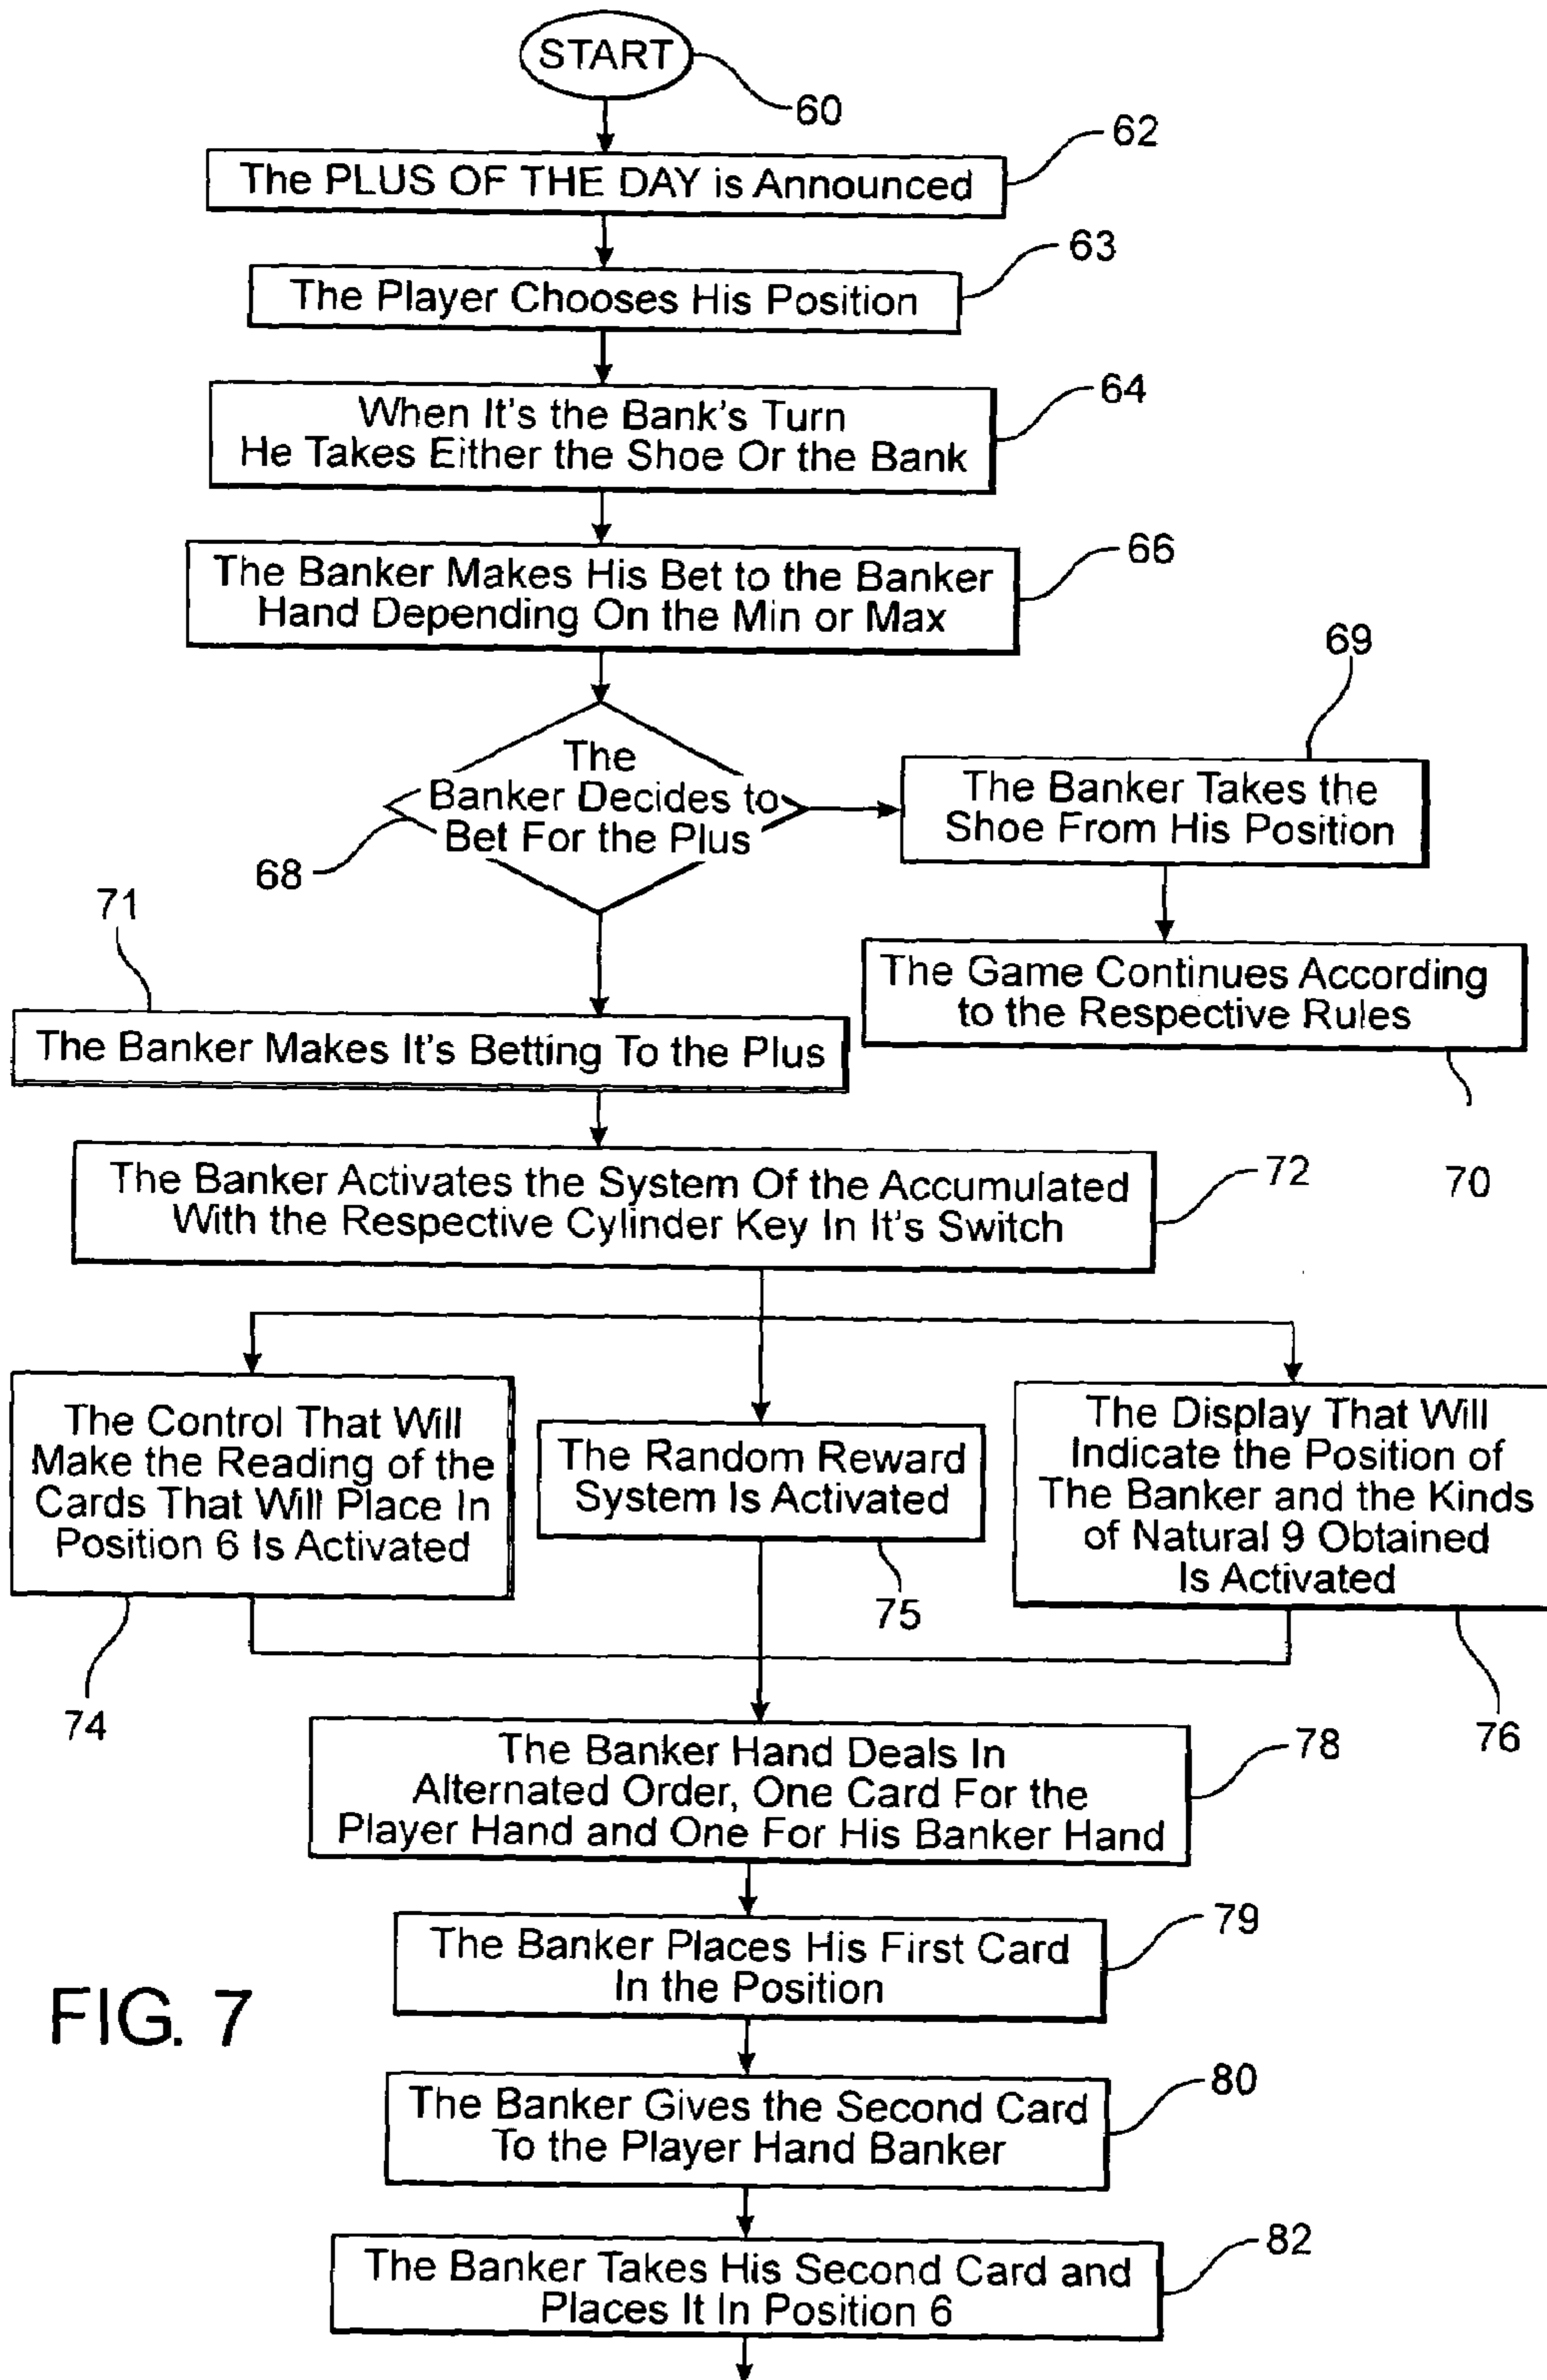 START
60
The PLUS OF THE DAY is Announced
62
The Player Chooses His Position
63
When It's the Bank's Turn
He Takes Either the Shoe Or the Bank
64
The Banker Makes His Bet to the Banker
Hand Depending On the Min or Max
66
The
Banker Decides to
Bet For the Plus
68
69
The Banker Takes the
Shoe From His Position
The Game Continues According
to the Respective Rules
70
71
The Banker Makes It's Betting To the Plus
The Banker Activates the System Of the Accumulated
With the Respective Cylinder Key In It's Switch
72
The Control That Will
Make the Reading of the
Cards That Will Place In
Position 6 Is Activated
74
The Random Reward
System Is Activated
75
The Display That Will
Indicate the Position of
The Banker and the Kinds
of Natural 9 Obtained
Is Activated
76
The Banker Hand Deals In
Alternated Order, One Card For the
Player Hand and One For His Banker Hand
78
The Banker Places His First Card
In the Position
79
FIG. 7
The Banker Gives the Second Card
To the Player Hand Banker
80
The Banker Takes His Second Card and
Places It In Position 6
82